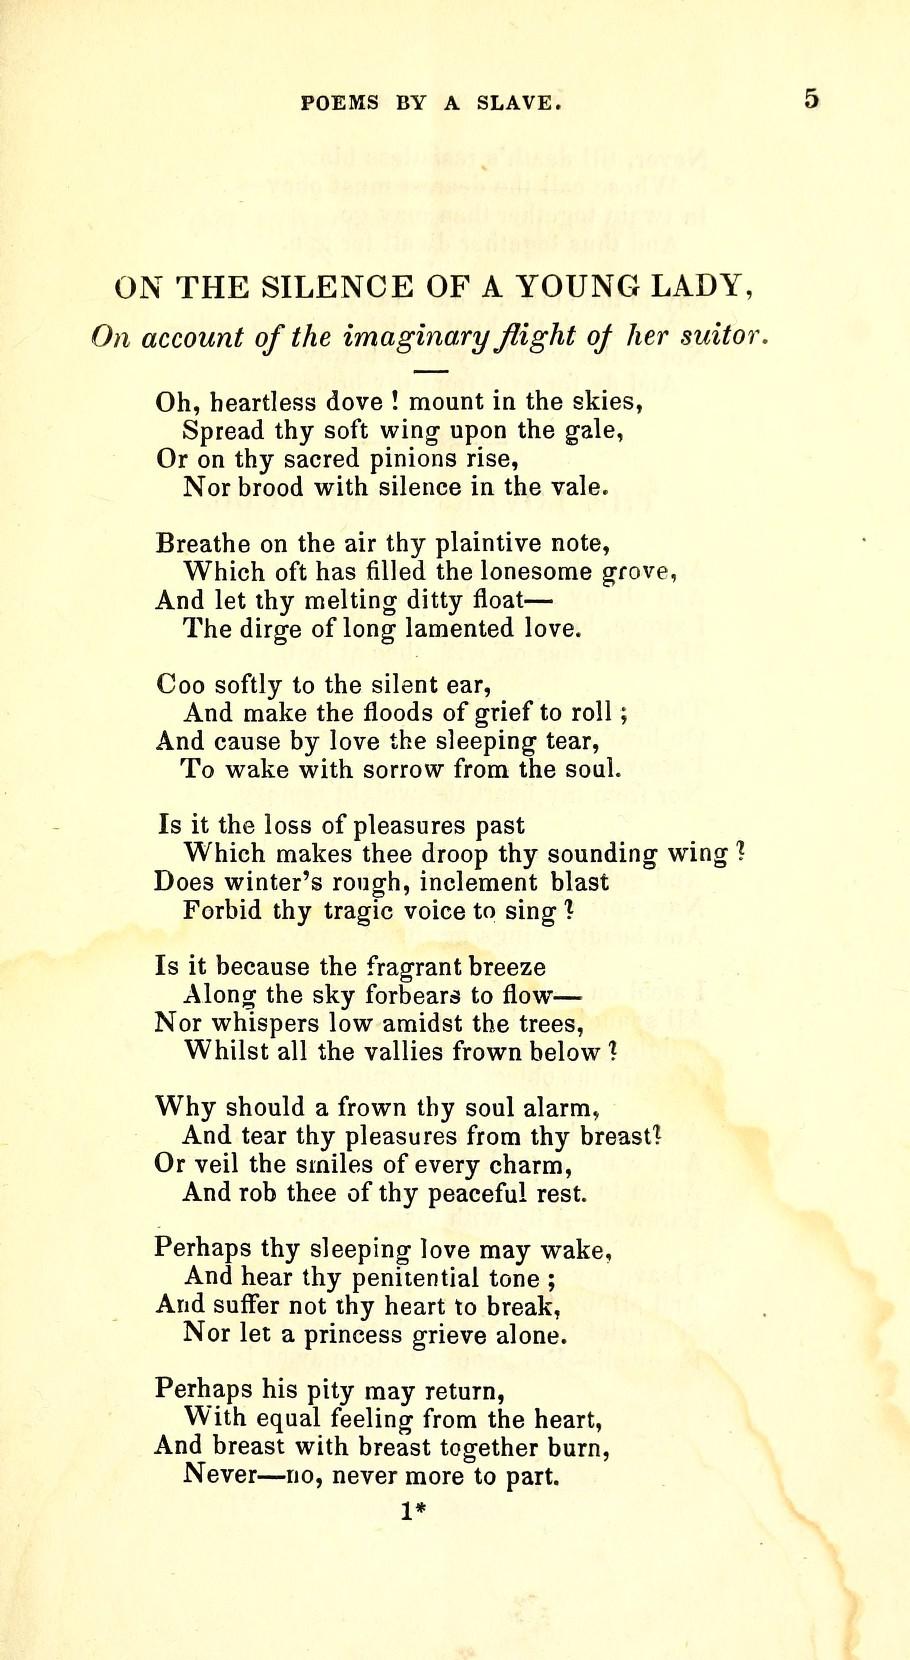 POEMS BY A SLAVE. 5
ON THE SILENCE OF A YOUNG LADY,
On account of the imaginary flight of her suitor.
Oh, heartless dove ! mount in the skies,
Spread thy soft wing upon the gale,
Or on thy sacred pinions rise,
Nor brood with silence in the vale.
Breathe on the air thy plaintive note,
Which oft has filled the lonesome grove,
And let thy melting ditty float—
The dirge of long lamented love.
Coo softly to the silent ear,
And make the floods of grief to roll ;
And cause by love the sleeping tear,
To wake with sorrow from the soul.
Is it the loss of pleasures past
Which makes thee droop thy sounding wing ?
Does winter's rough, inclement blast
Forbid thy tragic voice to sing ?
Is it because the fragrant breeze
Along the sky forbears to flow—
Nor whispers low amidst the trees,
Whilst all the vallies frown below ?
Why should a frown thy soul alarm,
And tear thy pleasures from thy breast?
Or veil the smiles of every charm,
And rob thee of thy peaceful rest.
Perhaps thy sleeping love may wake,
And hear thy penitential tone ;
And suffer not thy heart to break,
Nor let a princess grieve alone.
Perhaps his pity may return,
With equal feeling from the heart,
And breast with breast together burn,
Never—no, never more to part.
1*